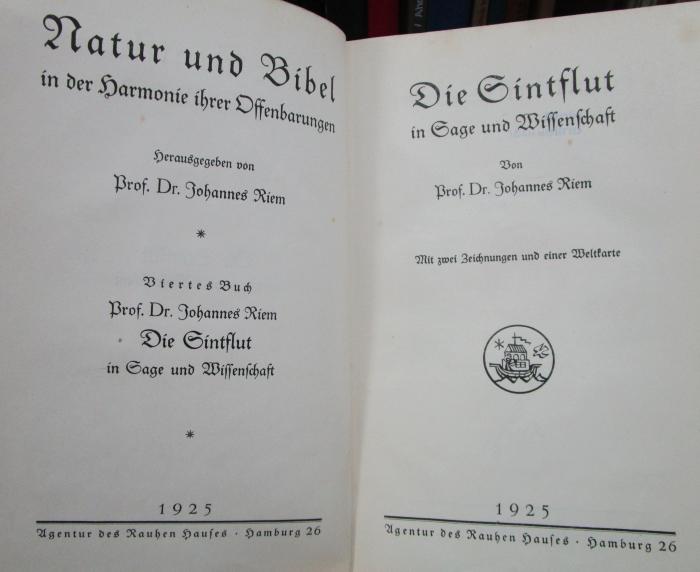 Natur und Bibel
in der Harmonie ihrer Offenbarungen
Herausgegeben von
Prof. Dr. Johannes Riem
*
Viertes Buch
Prof. Dr. Johannes Riem
Die Sintflut
in Sage und Wissenschaft
*
1925
Agentur des Rauhen Hauses · Hamburg 26
Die Sintflut
in Sage und Wissenschaft
Von
Prof. Dr. Johannes Riem
Mit zwei Zeichnungen und einer Weltkarte
1925
Agentur des Rauhen Hauses · Hamburg 26